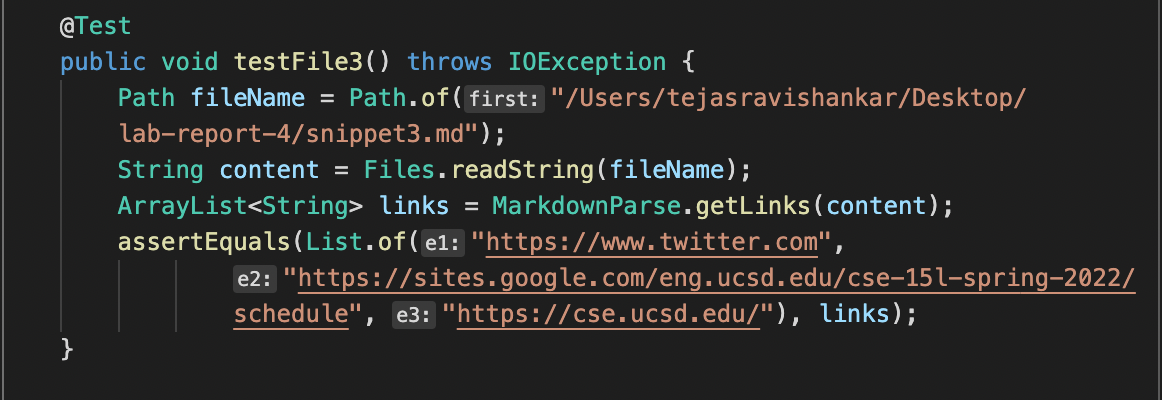 @Test
public void testFile3() throws IOException {
Path fileName = Path.of(first: "/Users/tejasravishankar/Desktop/
lab-report-4/snippet3.md");
String content = Files.readString(fileName);
ArrayList<String> links = MarkdownParse.getLinks(content);
assertEquals(List.of(e1: "https://www.twitter.com",
e2: "https://sites.google.com/eng.ucsd.edu/cse-15l-spring-2022/
schedule", e3: "https://cse.ucsd.edu/"), links);
}